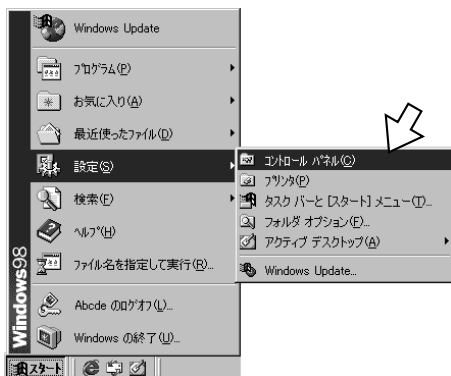 Windows Update
プログラム(P)
お気に入り(A)
最近使ったファイル(D)
設定(S)
検索(F)
ヘルプ(H)
ファイル名を指定して実行(R)...
Abcde のログオフ(L)...
Windows の終了(U)...
Windows98
スタート
コントロール パネル(C)
プリンタ(P)
タスク バーと [スタート] メニュー(T)...
フォルダ オプション(F)...
アクティブ デスクトップ(A)
Windows Update...